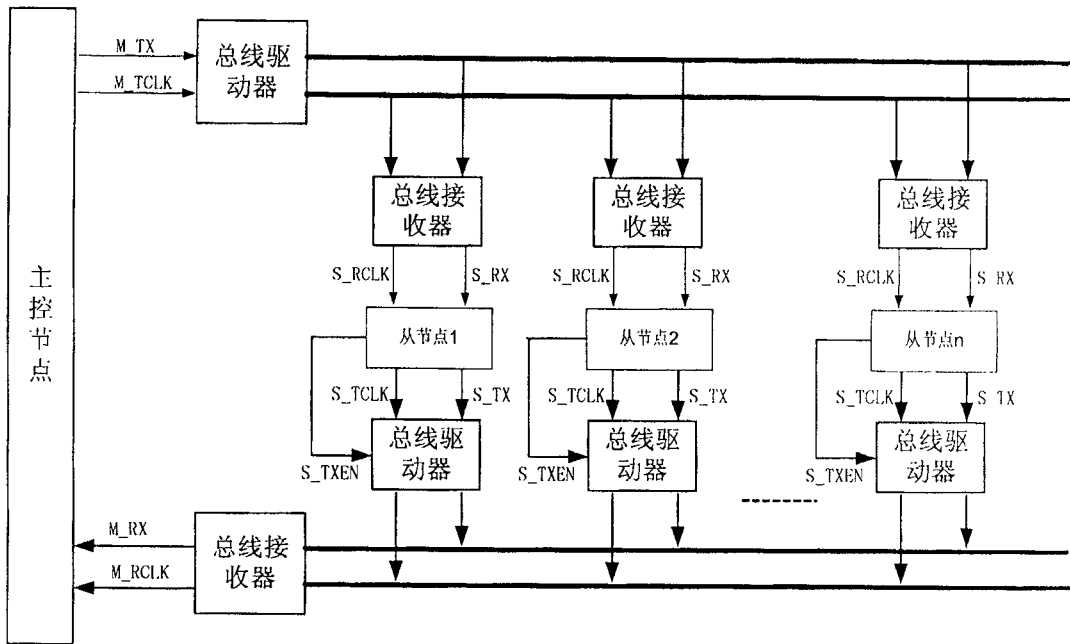 主控节点
M_TX
M_TCLK
总线驱
动器
总线接
收器
总线接
收器
总线接
收器
S_RCLK
S_RX
S_RCLK
S_RX
S_RCLK
S_RX
从节点1
从节点2
从节点n
S_TCLK
S_TX
S_TCLK
S_TX
S_TCLK
S_TX
总线驱
动器
总线驱
动器
总线驱
动器
S_TXEN
S_TXEN
S_TXEN
M_RX
M_RCLK
总线接
收器